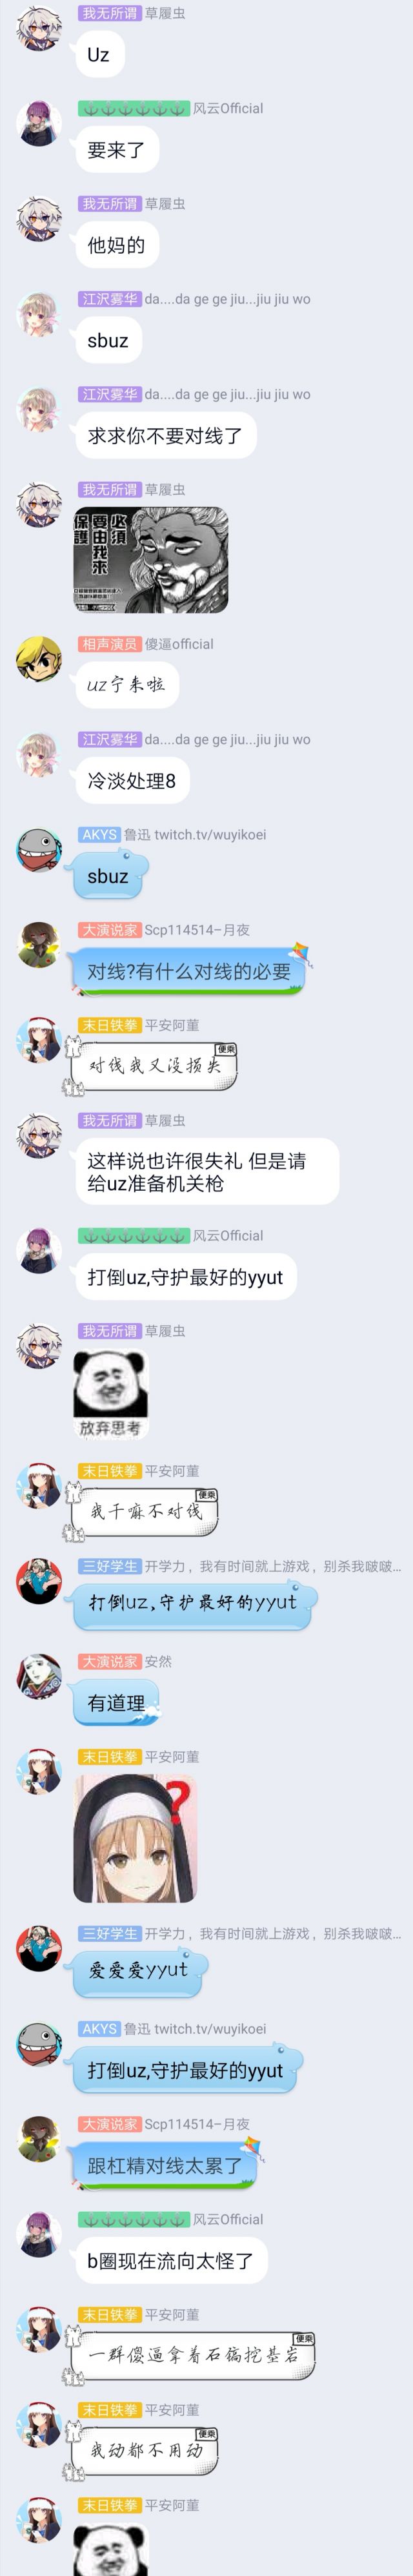 我无所谓 草履虫
Uz
⚓⚓⚓⚓⚓⚓ 风云Official
要来了
我无所谓 草履虫
他妈的
江沢雾华 da....da ge ge jiu...jiu jiu wo
sbuz
江沢雾华 da....da ge ge jiu...jiu jiu wo
求求你不要对线了
我无所谓 草履虫
必須
要由我來
保護
相声演员 傻逼official
uz宁来啦
江沢雾华 da....da ge ge jiu...jiu jiu wo
冷淡处理8
AKYS 鲁迅 twitch.tv/wuyikoei
sbuz
大演说家 Scp114514-月夜
对线?有什么对线的必要
末日铁拳 平安阿菫
便乘
对线我又没损失
我无所谓 草履虫
这样说也许很失礼 但是请
给uz准备机关枪
⚓⚓⚓⚓⚓⚓ 风云Official
打倒uz,守护最好的yyut
我无所谓 草履虫
放弃思考
末日铁拳 平安阿菫
便乘
我干嘛不对线
三好学生 开学力，我有时间就上游戏，别杀我啵啵...
打倒uz,守护最好的yyut
大演说家 安然
有道理
末日铁拳 平安阿菫
?
三好学生 开学力，我有时间就上游戏，别杀我啵啵...
爱爱爱yyut
AKYS 鲁迅 twitch.tv/wuyikoei
打倒uz,守护最好的yyut
大演说家 Scp114514-月夜
跟杠精对线太累了
⚓⚓⚓⚓⚓⚓ 风云Official
b圈现在流向太怪了
末日铁拳 平安阿菫
便乘
一群傻逼拿着石镐挖基岩
末日铁拳 平安阿菫
便乘
我动都不用动
末日铁拳 平安阿菫